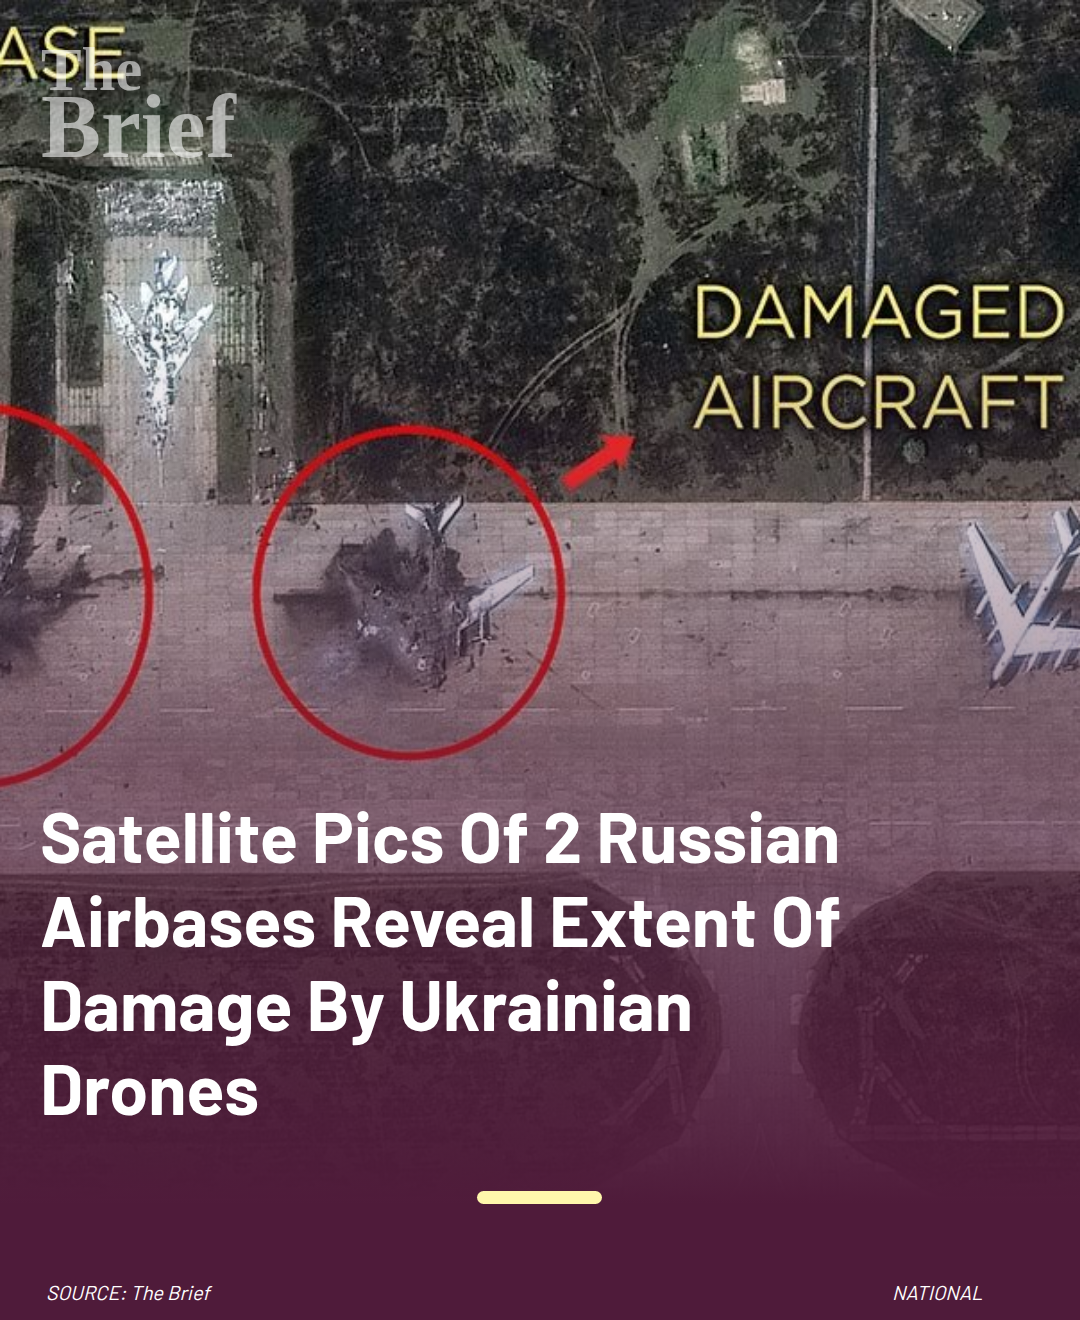 ASE
The
Brief
DAMAGED
AIRCRAFT
Satellite Pics Of 2 Russian
Airbases Reveal Extent Of
Damage By Ukrainian
Drones
SOURCE: The Brief
NATIONAL